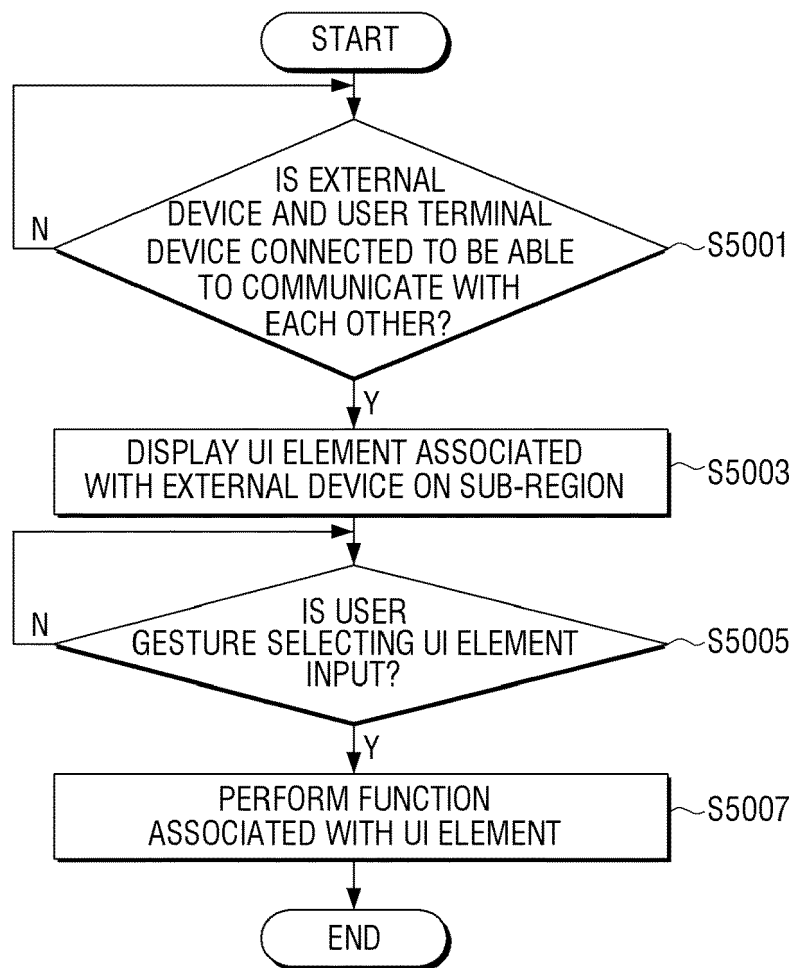 START
IS EXTERNAL
DEVICE AND USER TERMINAL
DEVICE CONNECTED TO BE ABLE
TO COMMUNICATE WITH
EACH OTHER?
N
S5001
Y
DISPLAY UI ELEMENT ASSOCIATED
WITH EXTERNAL DEVICE ON SUB-REGION
S5003
IS USER
GESTURE SELECTING UI ELEMENT
INPUT?
N
S5005
Y
PERFORM FUNCTION
ASSOCIATED WITH UI ELEMENT
S5007
END